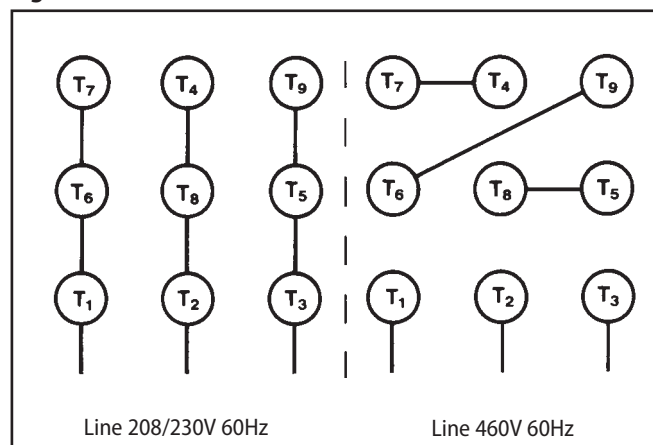 T7 T4 T9 T7 T4 T9
T6 T8 T5 T6 T8 T5
T1 T2 T3 T1 T2 T3
Line 208/230V 60Hz Line 460V 60Hz